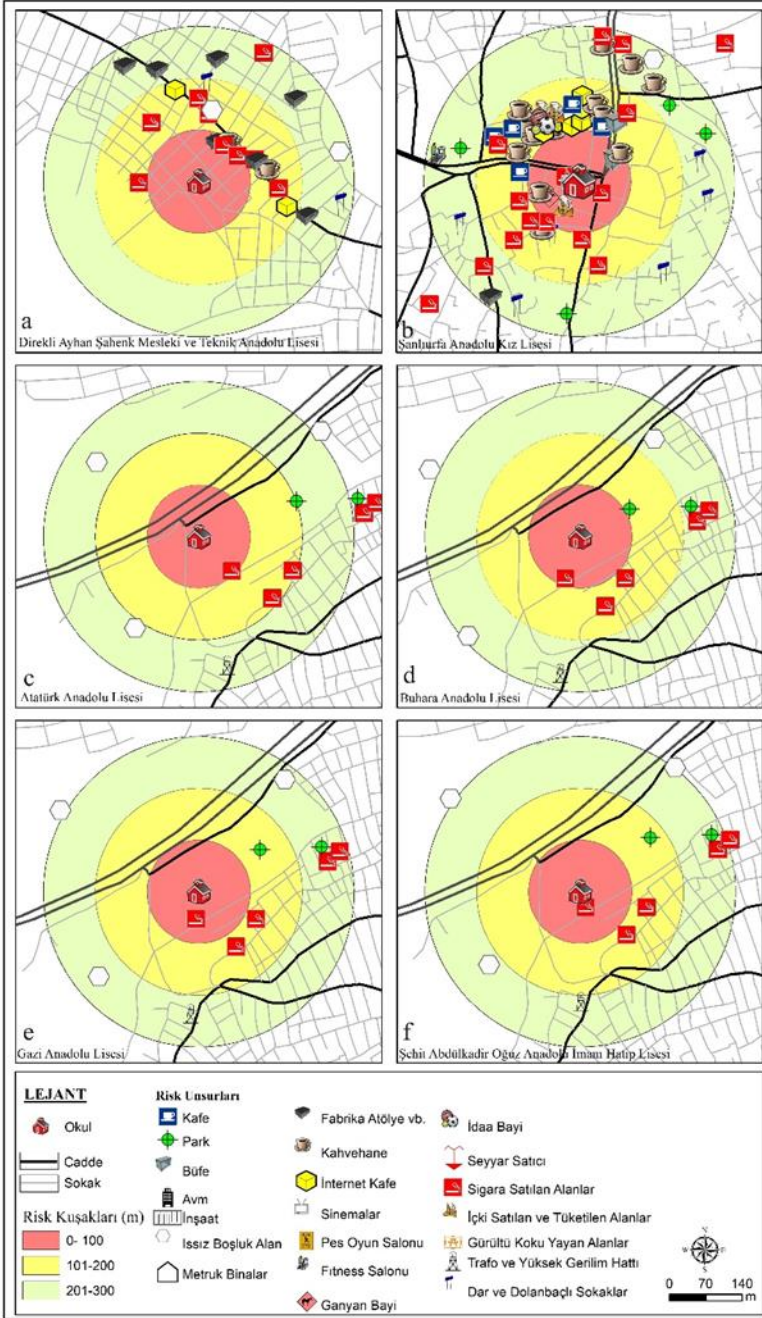 a
Direkli Ayhan Şahenk Mesleki ve Teknik Anadolu Lisesi
b
Şanlıurfa Anadolu Kız Lisesi
c
Atatürk Anadolu Lisesi
d
Buhara Anadolu Lisesi
e
Gazi Anadolu Lisesi
f
Şehit Abdülkadir Oğuz Anadolu İmam Hatip Lisesi
LEJANT
Okul
Cadde
Sokak
Risk Kuşakları (m)
0- 100
101-200
201-300
Risk Unsurları
Kafe
Park
Büfe
Avm
İnşaat
Issız Boşluk Alan
Metruk Binalar
Fabrika Atölye vb.
Kahvehane
İnternet Kafe
Sinemalar
Pes Oyun Salonu
Fıtness Salonu
Ganyan Bayi
İdaa Bayi
Seyyar Satıcı
Sigara Satılan Alanlar
İçki Satılan ve Tüketilen Alanlar
Gürültü Koku Yayan Alanlar
Trafo ve Yüksek Gerilim Hattı
Dar ve Dolanbaçlı Sokaklar
N
W E
S
0 70 140
m